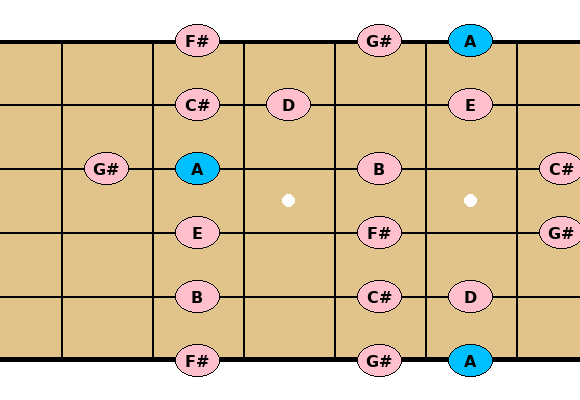 F# G# A
C# D E
G# A B C#
E F# G#
B C# D
F# G# A